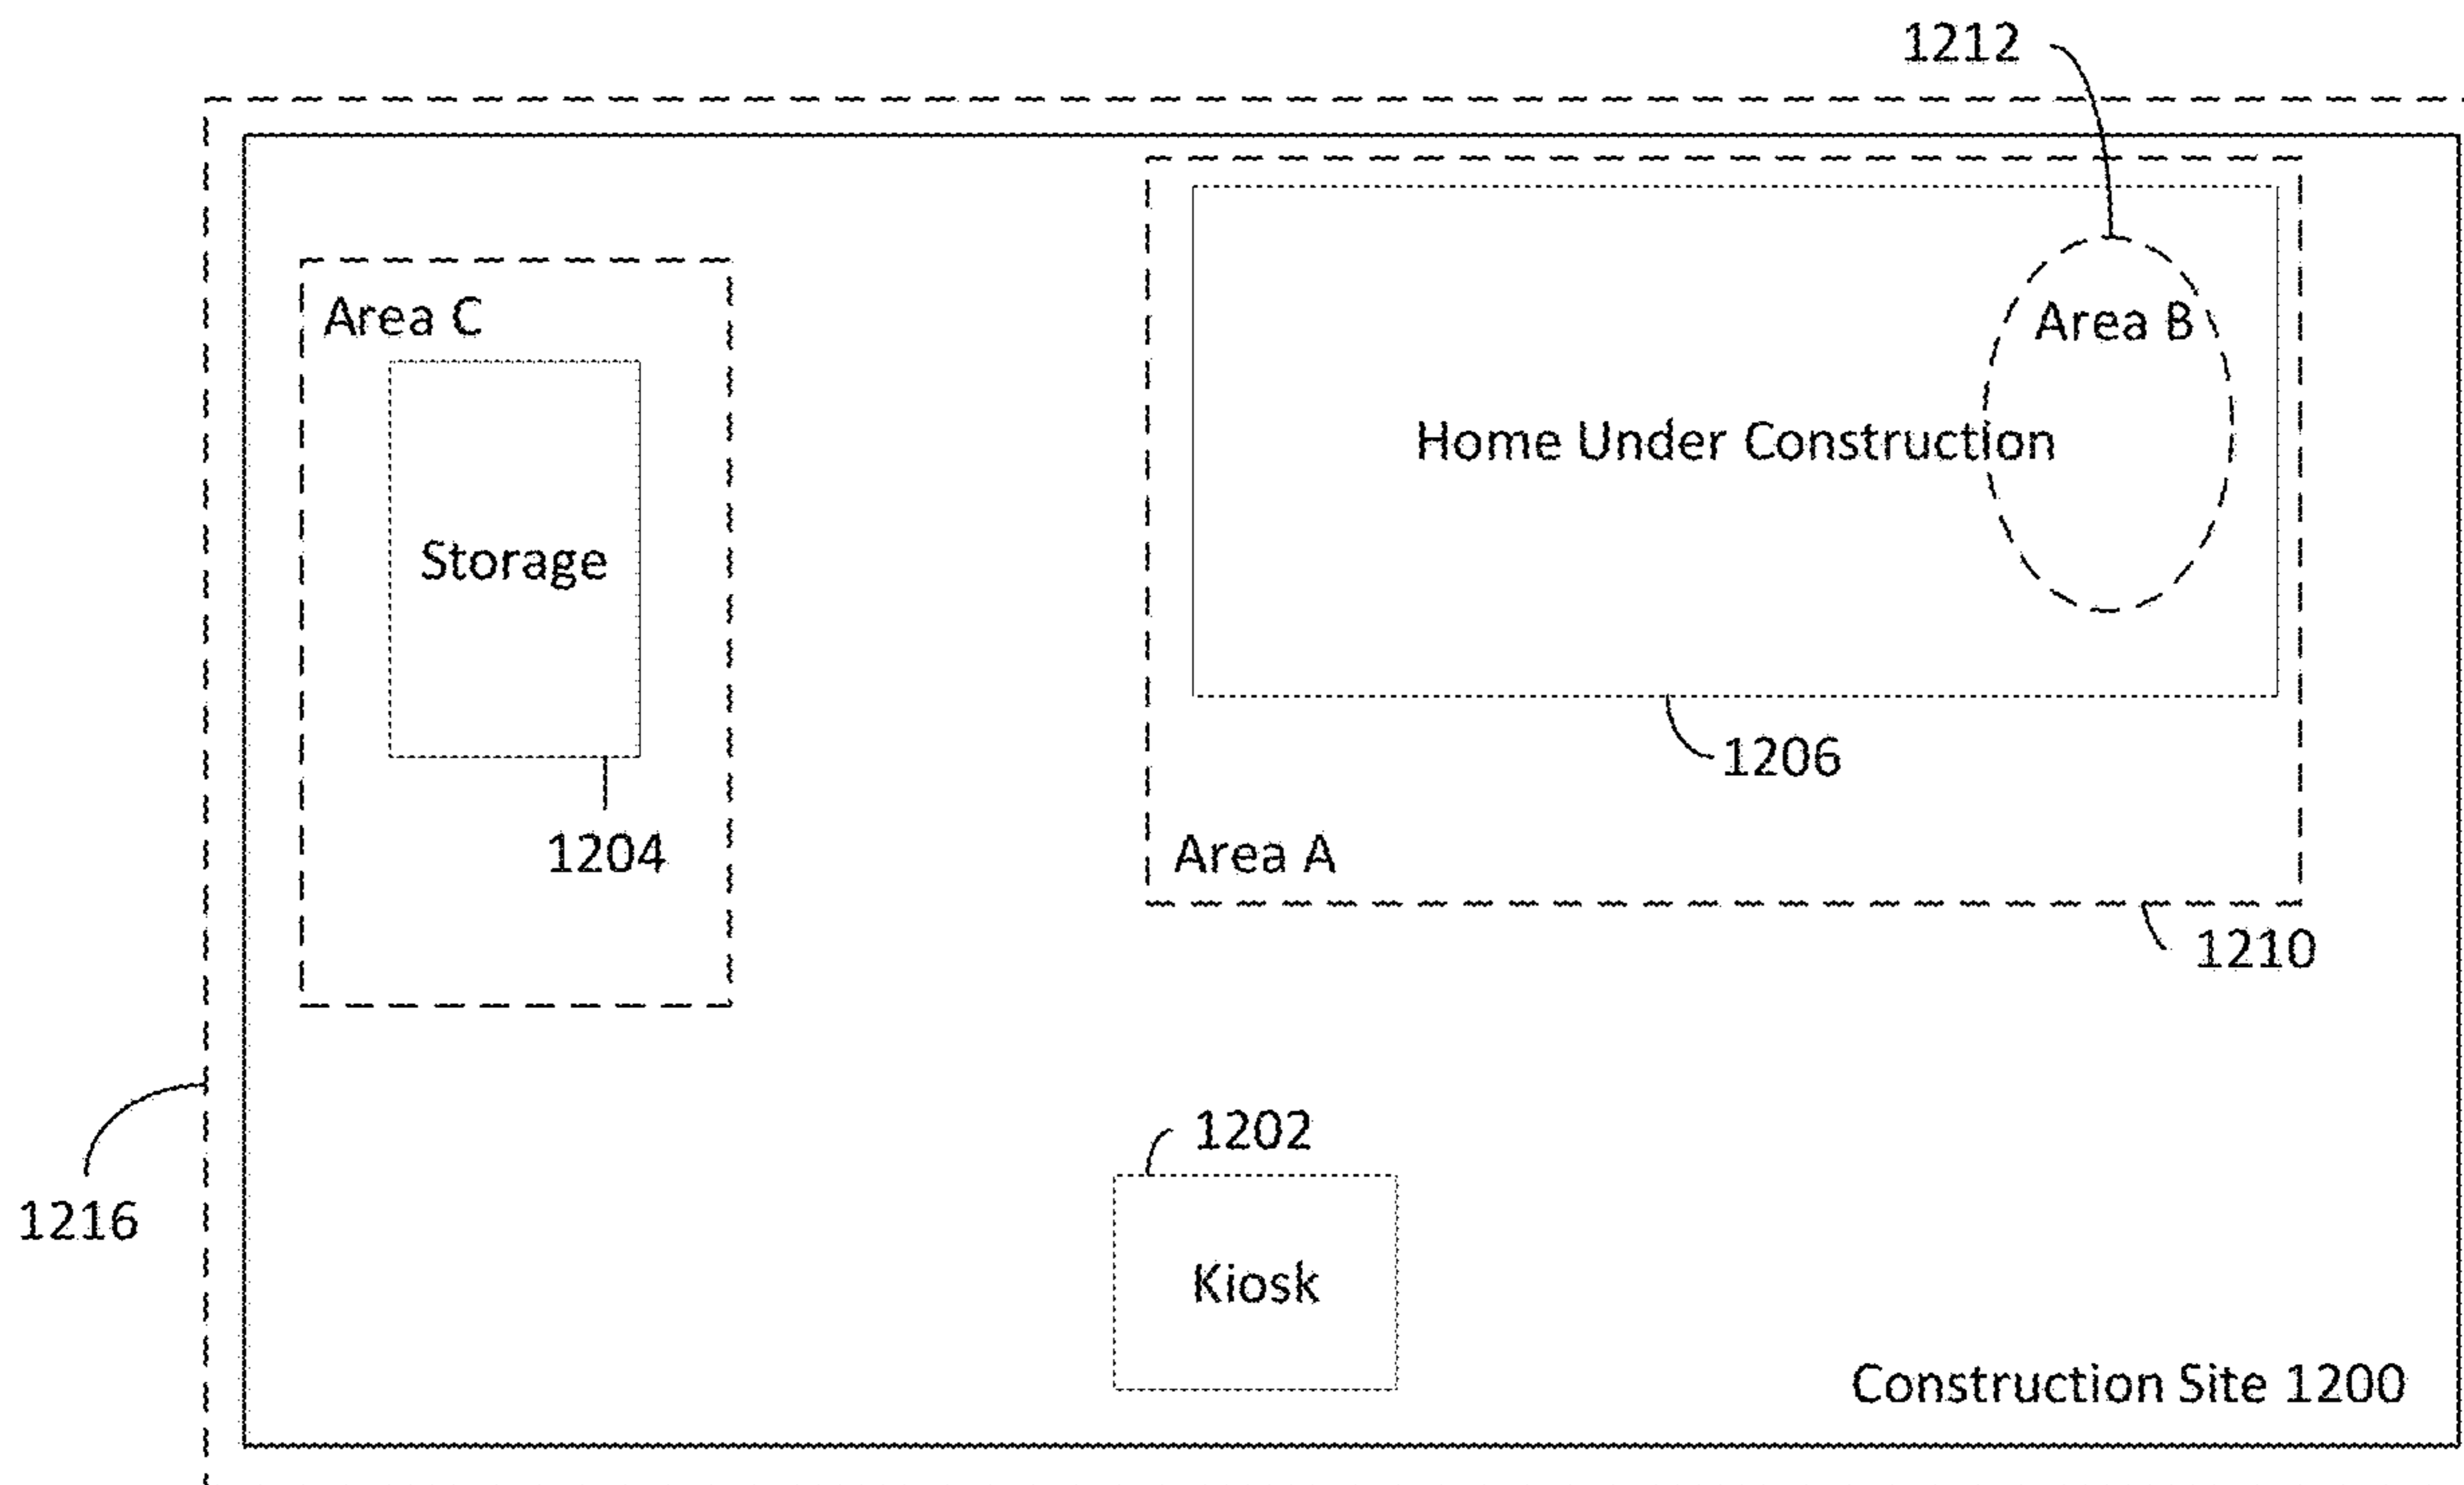 1212
Area C
Area B
Home Under Construction
Storage
1206
1204
Area A
1210
1202
1216
Kiosk
Construction Site 1200